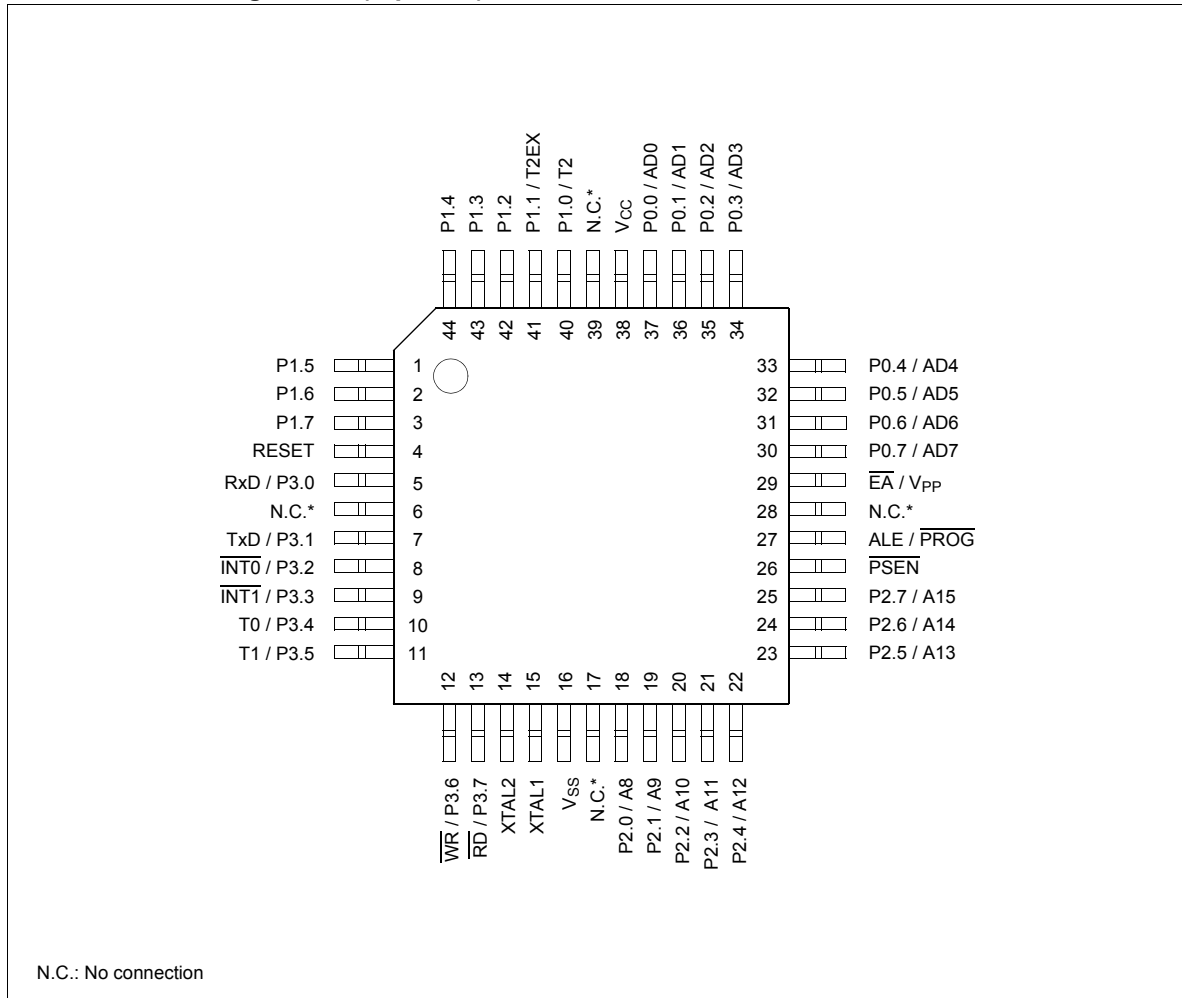 P1.4
P1.3
P1.2
P1.1 / T2EX
P1.0 / T2
N.C.*
VCC
P0.0 / AD0
P0.1 / AD1
P0.2 / AD2
P0.3 / AD3
44
43
42
41
40
39
38
37
36
35
34
P1.5 1
P1.6 2
P1.7 3
RESET 4
RxD / P3.0 5
N.C.* 6
TxD / P3.1 7
I̅N̅T̅0̅ / P3.2 8
I̅N̅T̅1̅ / P3.3 9
T0 / P3.4 10
T1 / P3.5 11
33 P0.4 / AD4
32 P0.5 / AD5
31 P0.6 / AD6
30 P0.7 / AD7
29 E̅A̅ / VPP
28 N.C.*
27 ALE / P̅R̅O̅G̅
26 P̅S̅E̅N̅
25 P2.7 / A15
24 P2.6 / A14
23 P2.5 / A13
12
13
14
15
16
17
18
19
20
21
22
W̅R̅ / P3.6
R̅D̅ / P3.7
XTAL2
XTAL1
VSS
N.C.*
P2.0 / A8
P2.1 / A9
P2.2 / A10
P2.3 / A11
P2.4 / A12
N.C.: No connection